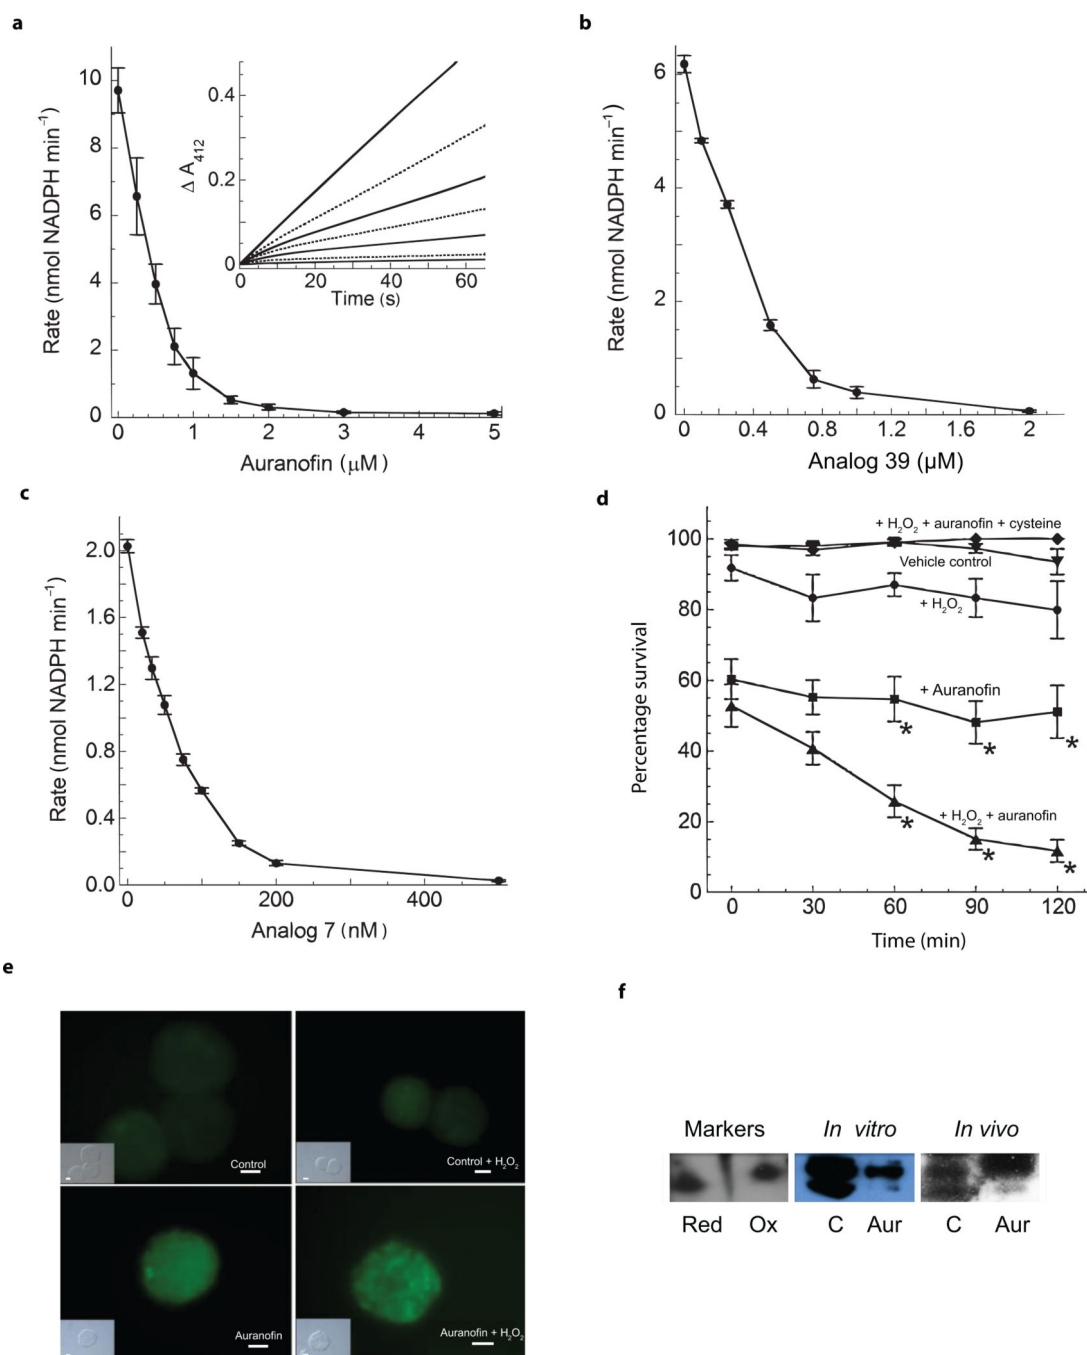 a
Rate (nmol NADPH min⁻¹)
10
8
6
4
2
0
Δ A₄₁₂
0.4
0.2
0
0 20 40 60
Time (s)
0 1 2 3 4 5
Auranofin (μM)
b
Rate (nmol NADPH min⁻¹)
6
4
2
0
0 0.4 0.8 1.2 1.6 2
Analog 39 (μM)
c
Rate (nmol NADPH min⁻¹)
2.0
1.6
1.2
0.8
0.4
0.0
0 200 400
Analog 7 (nM)
d
Percentage survival
100
80
60
40
20
0
+ H₂O₂ + auranofin + cysteine
Vehicle control
+ H₂O₂
+ Auranofin
*
*
*
+ H₂O₂ + auranofin
*
*
*
0 30 60 90 120
Time (min)
e
Control
Control + H₂O₂
Auranofin
Auranofin + H₂O₂
f
Markers In vitro In vivo
Red Ox C Aur C Aur